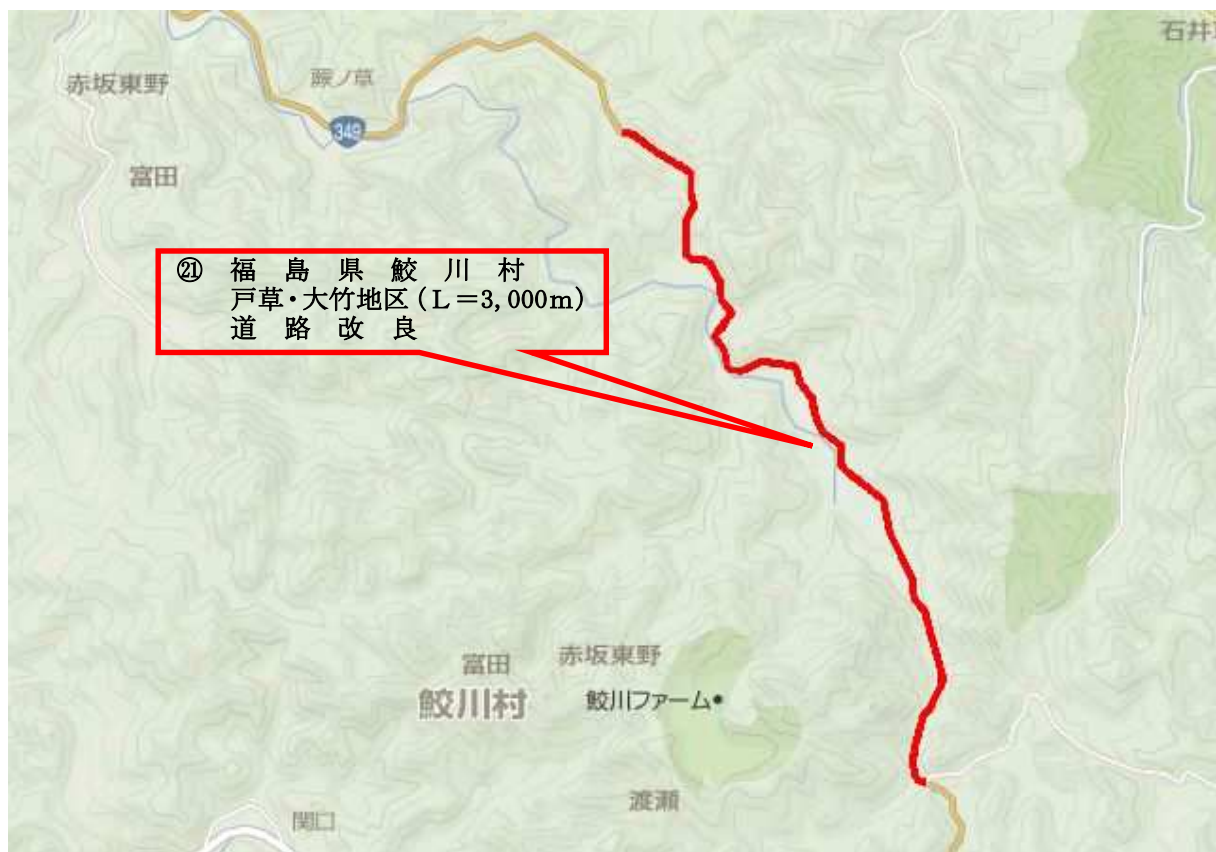 石井
赤坂東野
蕨ノ草
349
富田
㉑ 福島県鮫川村
戸草・大竹地区(L=3,000m)
道路改良
富田
赤坂東野
鮫川村
鮫川ファーム
渡瀬
関口